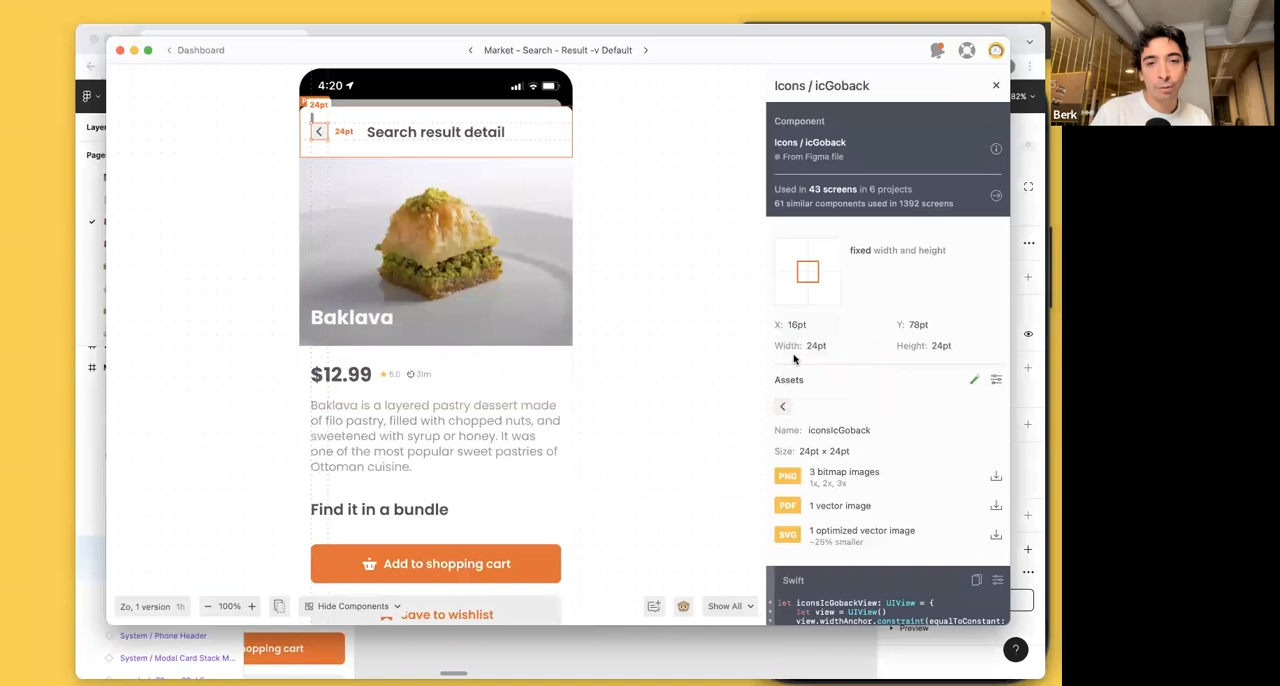 Dashboard
Market - Search - Result -v Default
82%
Berk
Layer
Page
4:20
24pt
24pt
Search result detail
Baklava
$12.99
5.0
31m
Baklava is a layered pastry dessert made
of filo pastry, filled with chopped nuts, and
sweetened with syrup or honey. It was
one of the most popular sweet pastries of
Ottoman cuisine.
Find it in a bundle
Add to shopping cart
Save to wishlist
Zo, 1 version 1h
− 100% +
Hide Components
Show All
System / Phone Header
System / Modal Card Stack M...
opping cart
Icons / icGoback
Component
Icons / icGoback
From Figma file
Used in 43 screens in 6 projects
61 similar components used in 1392 screens
fixed width and height
X: 16pt
Y: 78pt
Width: 24pt
Height: 24pt
Assets
Name: iconsIcGoback
Size: 24pt × 24pt
PNG
3 bitmap images
1x, 2x, 3x
PDF
1 vector image
SVG
1 optimized vector image
~25% smaller
Swift
let iconsIcGobackView: UIView = {
let view = UIView()
view.widthAnchor.constraint(equalToConstant:
Preview
?